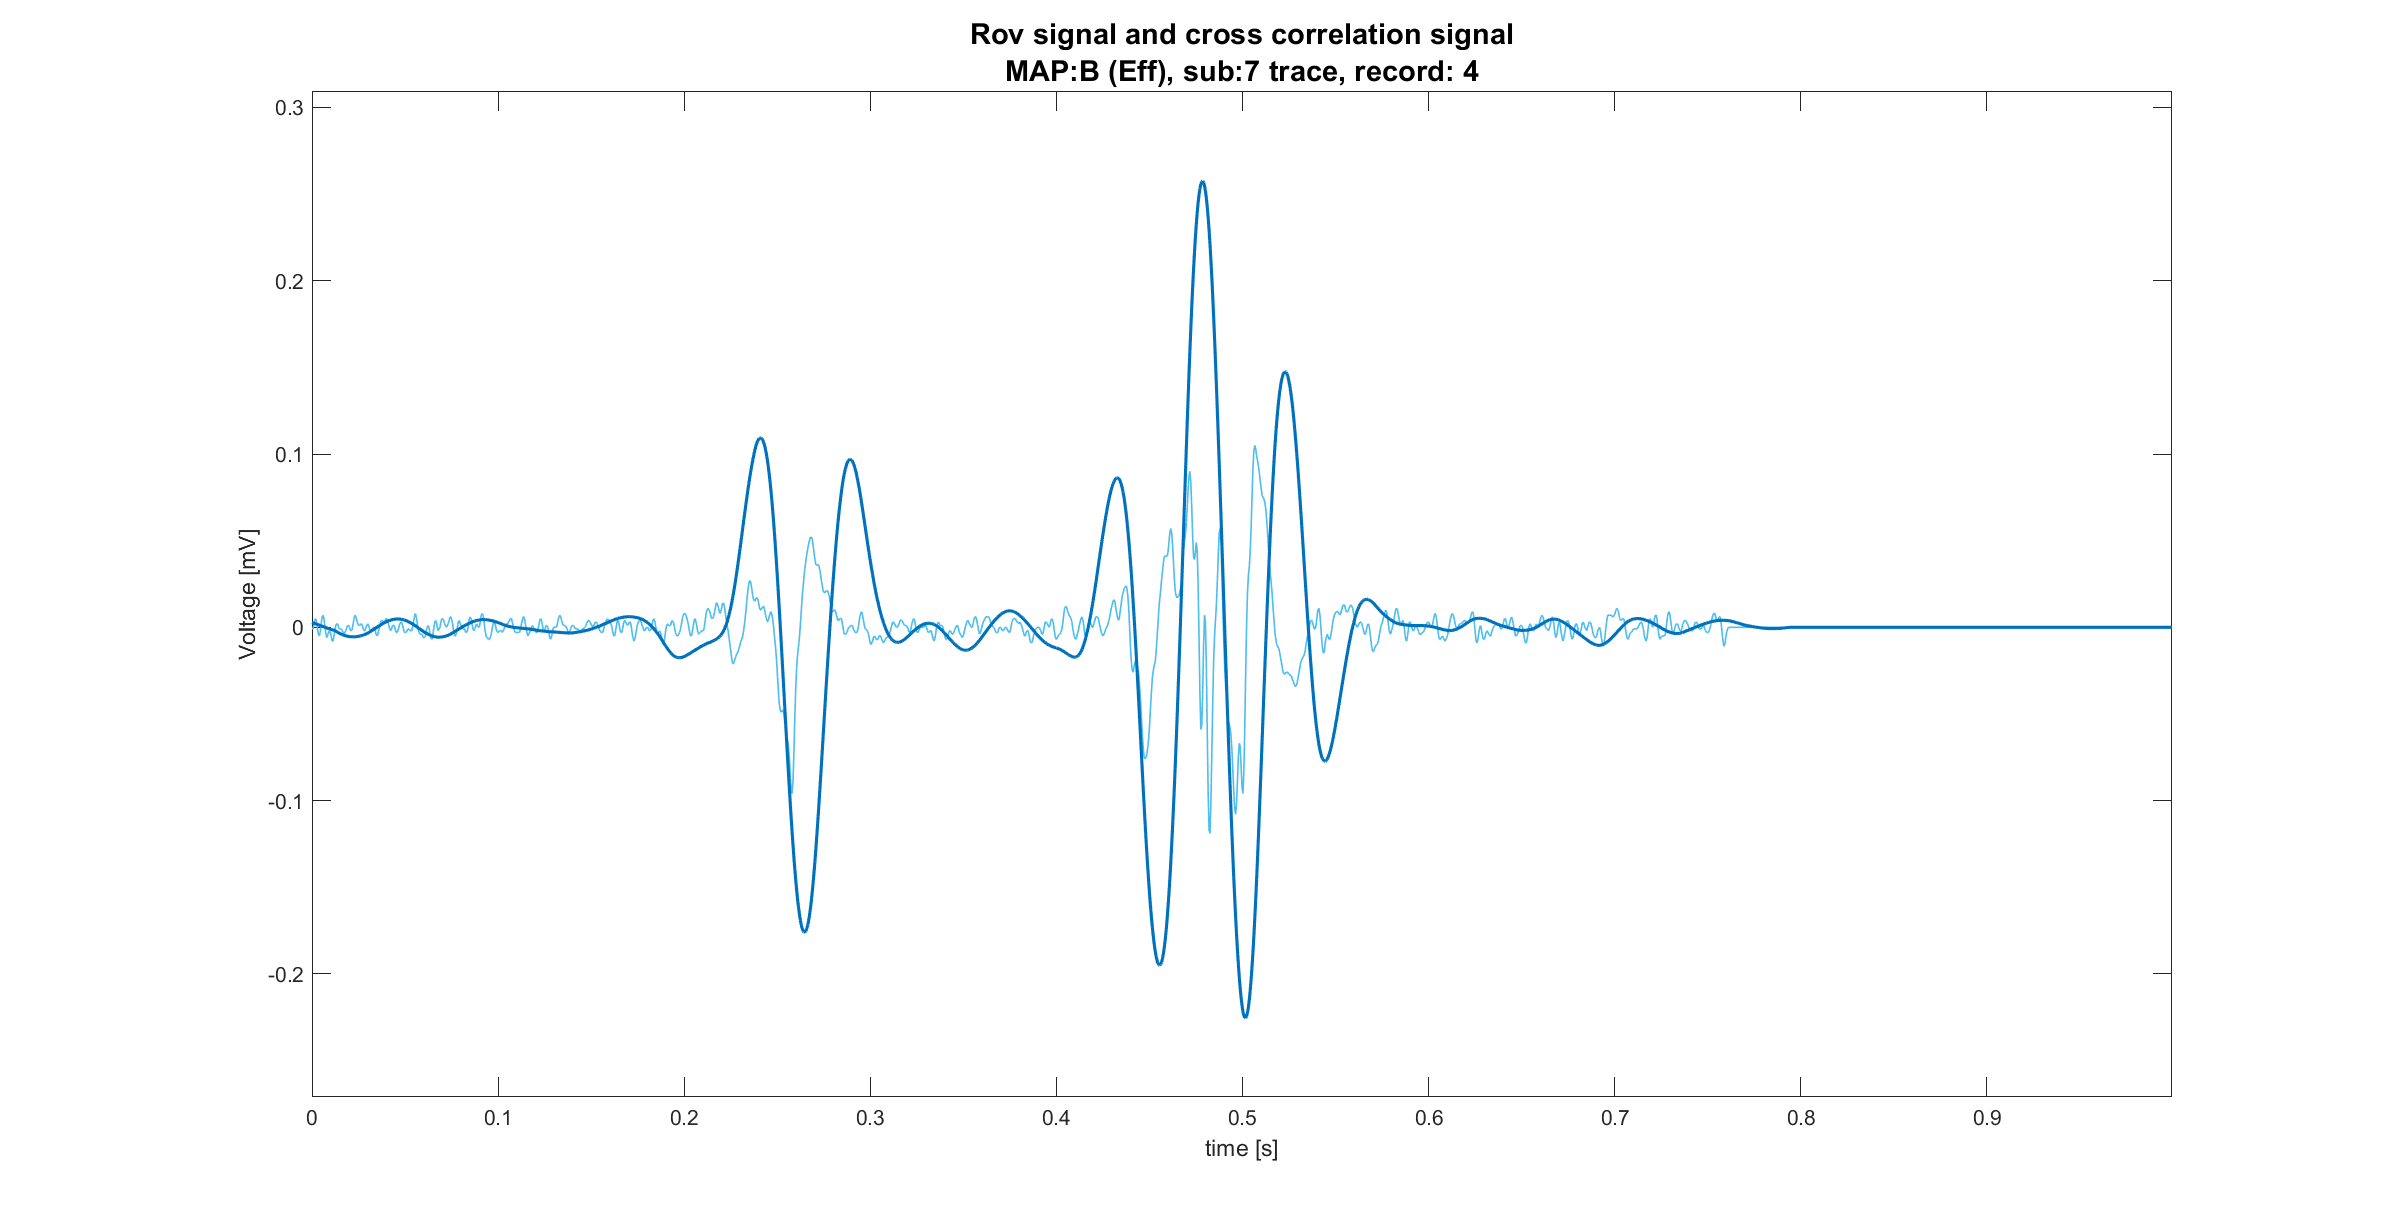 Rov signal and cross correlation signal
MAP:B (Eff), sub:7 trace, record: 4
0.3
0.2
0.1
0
-0.1
-0.2
Voltage [mV]
0 0.1 0.2 0.3 0.4 0.5 0.6 0.7 0.8 0.9
time [s]